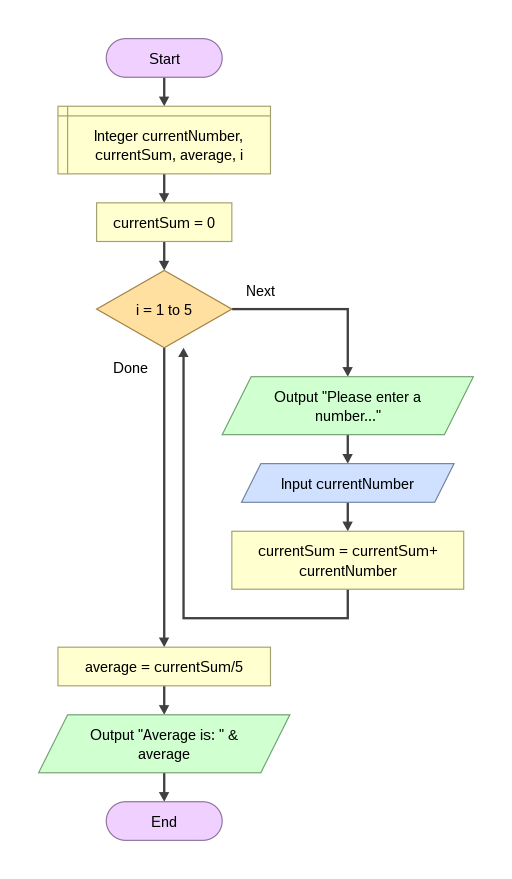 Start
Integer currentNumber,
currentSum, average, i
currentSum = 0
i = 1 to 5
Next
Done
Output "Please enter a
number..."
Input currentNumber
currentSum = currentSum+
currentNumber
average = currentSum/5
Output "Average is: " &
average
End